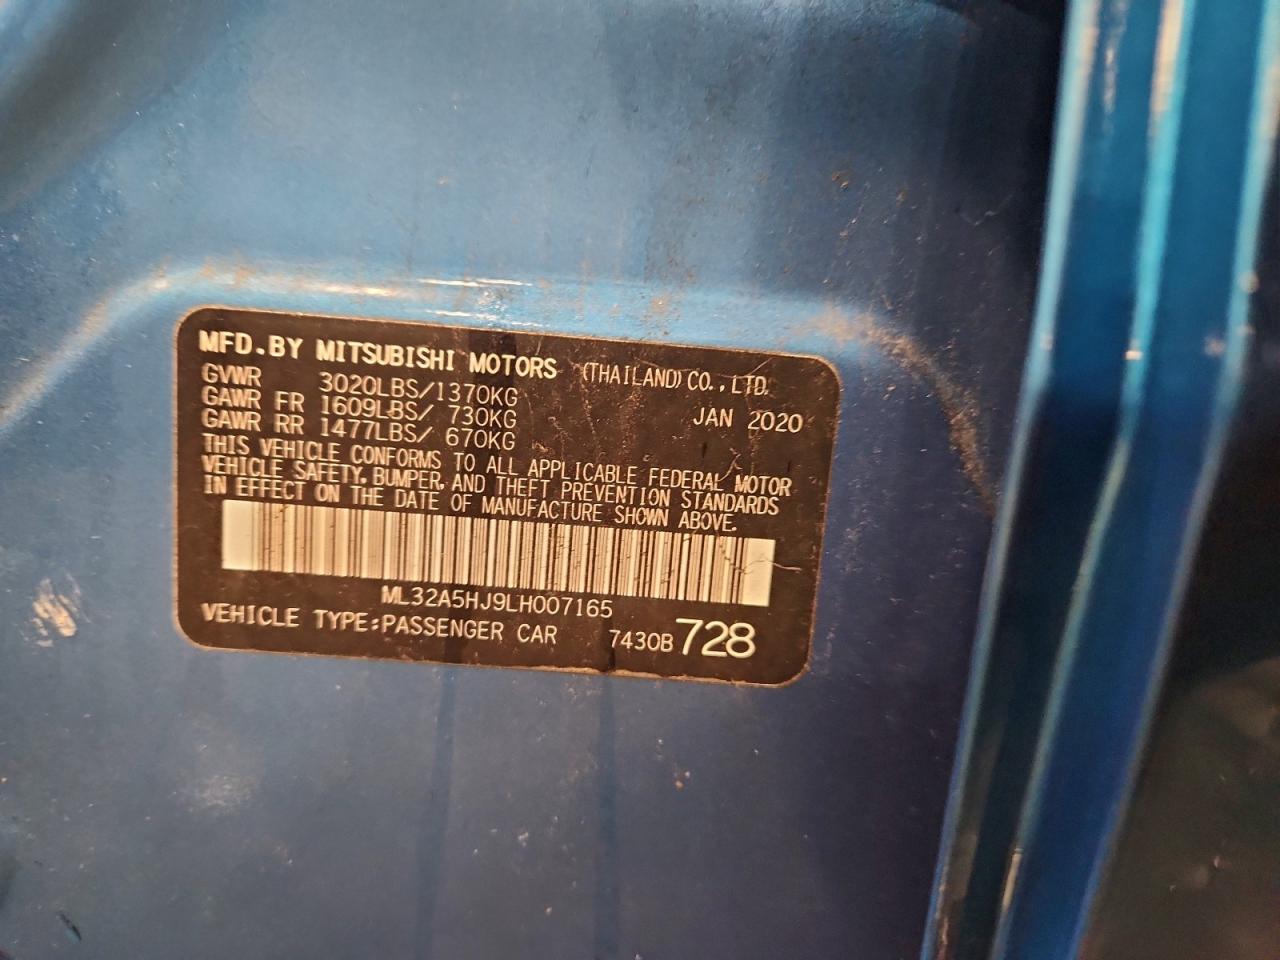 MFD.BY MITSUBISHI MOTORS (THAILAND) CO., LTD.
GVWR 3020LBS/1370KG
GAWR FR 1609LBS/ 730KG JAN 2020
GAWR RR 1477LBS/ 670KG
THIS VEHICLE CONFORMS TO ALL APPLICABLE FEDERAL MOTOR
VEHICLE SAFETY, BUMPER, AND THEFT PREVENTION STANDARDS
IN EFFECT ON THE DATE OF MANUFACTURE SHOWN ABOVE.
ML32A5HJ9LH007165
VEHICLE TYPE:PASSENGER CAR 7430B 728